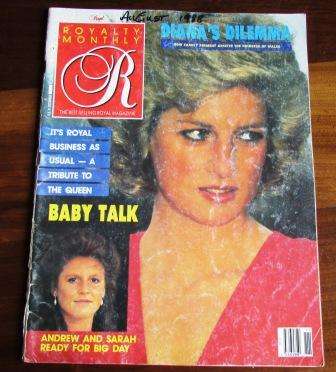 August 1988
ROYALTY
MONTHLY
R
THE BEST SELLING ROYAL MAGAZINE
DIANA'S DILEMMA
IT'S ROYAL
BUSINESS AS
USUAL — A
TRIBUTE TO
THE QUEEN
BABY TALK
ANDREW AND SARAH
READY FOR BIG DAY